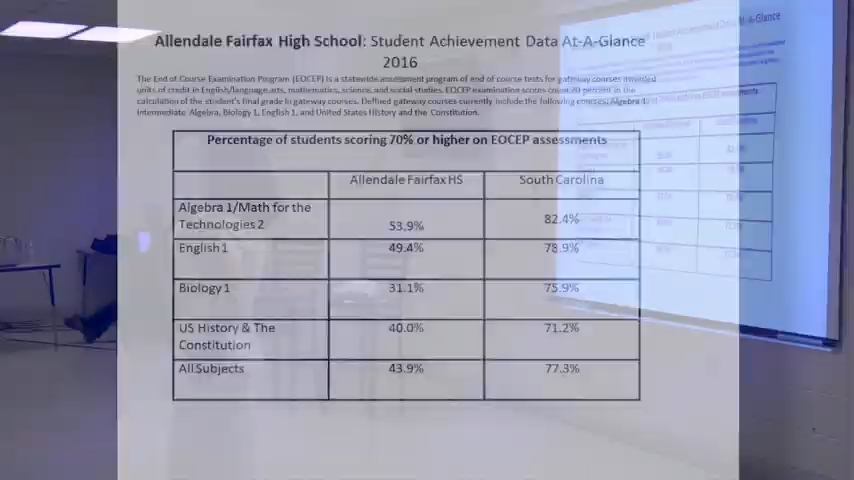 Allendale Fairfax High School: Student Achievement Data At-A-Glance
2016
The End of Course Examination Program (EOCEP) is a statewide assessment program of end of course tests for gateway courses awarded
units of credit in English/language arts, mathematics, science, and social studies. EOCEP examination scores count 20 percent in the
calculation of the student's final grade in gateway courses. Defined gateway courses currently include the following courses: Algebra 1/
Intermediate Algebra, Biology 1, English 1, and United States History and the Constitution.
Percentage of students scoring 70% or higher on EOCEP assessments
Allendale Fairfax HS South Carolina
Algebra 1/Math for the
Technologies 2 53.9% 82.4%
English 1 49.4% 78.9%
Biology 1 31.1% 75.9%
US History & The
Constitution 40.0% 71.2%
All Subjects 43.9% 77.3%
Student Achievement Data At-A-Glance